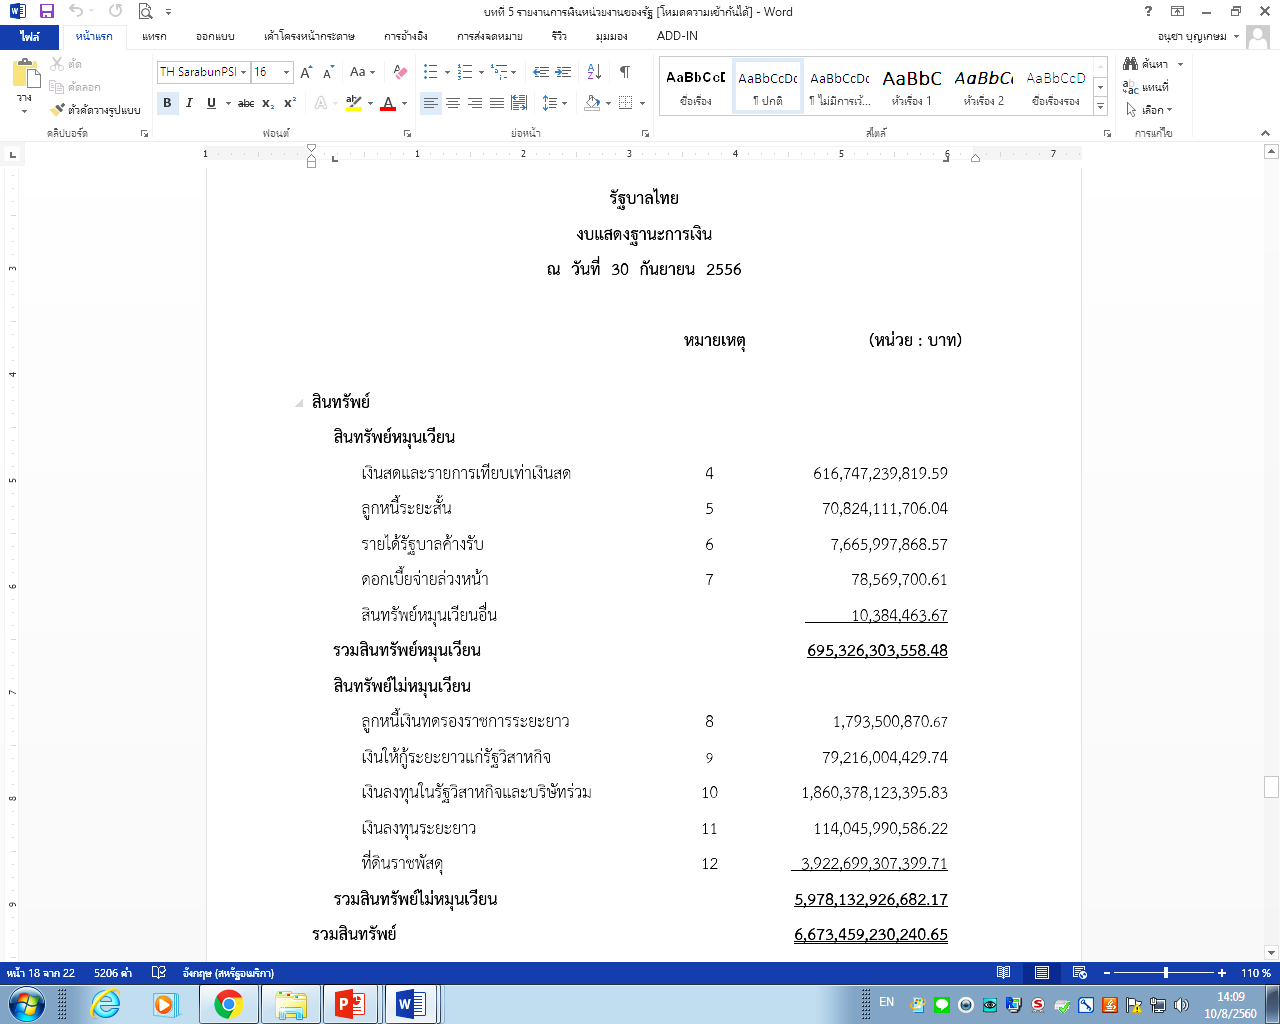 บทที่ 5 รายงานการเงินหน่วยงานของรัฐ [โหมดความเข้ากันได้] - Word
ไฟล์ หน้าแรก แทรก ออกแบบ เค้าโครงหน้ากระดาษ การอ้างอิง การส่งจดหมาย รีวิว มุมมอง ADD-IN อนุชา บุญเกษม
วาง
ตัด
คัดลอก
ตัวคัดวางรูปแบบ
คลิปบอร์ด
TH SarabunPSI 16
ฟอนต์
ย่อหน้า
AaBbCcI AaBbCcDc AaBbCcDc AaBbC AaBbCc AaBbCcD
ชื่อเรื่อง ¶ ปกติ ¶ ไม่มีการเว้... หัวเรื่อง 1 หัวเรื่อง 2 ชื่อเรื่องรอง
สไตล์
ค้นหา
แทนที่
เลือก
การแก้ไข
1 1 2 3 4 5 6 7
รัฐบาลไทย
งบแสดงฐานะการเงิน
ณ วันที่ 30 กันยายน 2556
หมายเหตุ (หน่วย : บาท)
สินทรัพย์
สินทรัพย์หมุนเวียน
เงินสดและรายการเทียบเท่าเงินสด 4 616,747,239,819.59
ลูกหนี้ระยะสั้น 5 70,824,111,706.04
รายได้รัฐบาลค้างรับ 6 7,665,997,868.57
ดอกเบี้ยจ่ายล่วงหน้า 7 78,569,700.61
สินทรัพย์หมุนเวียนอื่น 10,384,463.67
รวมสินทรัพย์หมุนเวียน 695,326,303,558.48
สินทรัพย์ไม่หมุนเวียน
ลูกหนี้เงินทดรองราชการระยะยาว 8 1,793,500,870.67
เงินให้กู้ระยะยาวแก่รัฐวิสาหกิจ 9 79,216,004,429.74
เงินลงทุนในรัฐวิสาหกิจและบริษัทร่วม 10 1,860,378,123,395.83
เงินลงทุนระยะยาว 11 114,045,990,586.22
ที่ดินราชพัสดุ 12 3,922,699,307,399.71
รวมสินทรัพย์ไม่หมุนเวียน 5,978,132,926,682.17
รวมสินทรัพย์ 6,673,459,230,240.65
หน้า 18 จาก 22 5206 คำ อังกฤษ (สหรัฐอเมริกา) 110 %
EN 14:09
10/8/2560